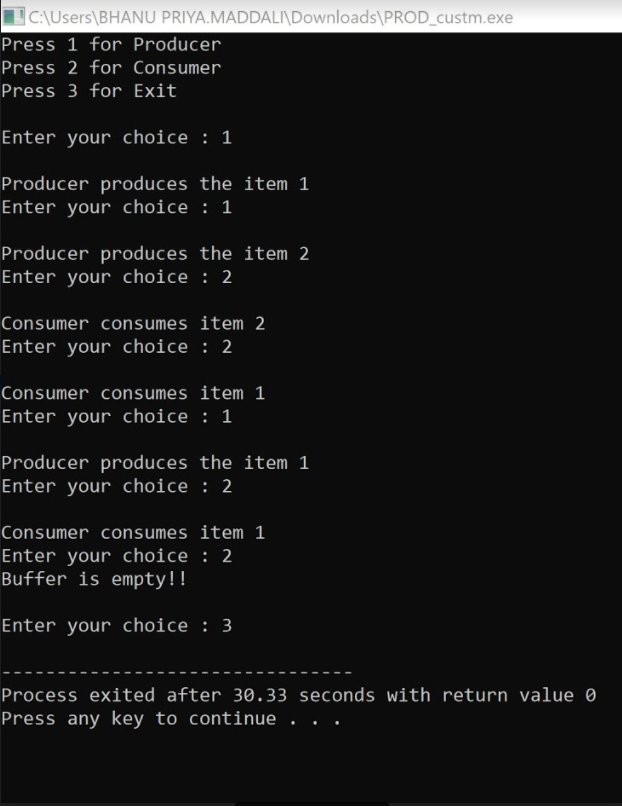 C:\Users\BHANU PRIYA.MADDALI\Downloads\PROD_custm.exe
Press 1 for Producer
Press 2 for Consumer
Press 3 for Exit
Enter your choice : 1
Producer produces the item 1
Enter your choice : 1
Producer produces the item 2
Enter your choice : 2
Consumer consumes item 2
Enter your choice : 2
Consumer consumes item 1
Enter your choice : 1
Producer produces the item 1
Enter your choice : 2
Consumer consumes item 1
Enter your choice : 2
Buffer is empty!!
Enter your choice : 3
--------------------------------
Process exited after 30.33 seconds with return value 0
Press any key to continue . . .